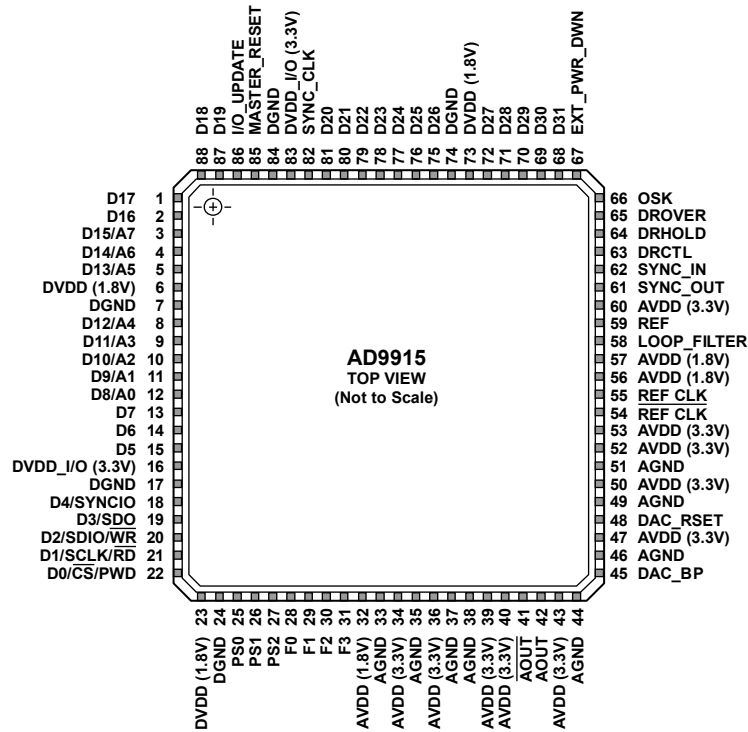 88 D18
87 D19
86 I/O_UPDATE
85 MASTER_RESET
84 DGND
83 DVDD_I/O (3.3V)
82 SYNC_CLK
81 D20
80 D21
79 D22
78 D23
77 D24
76 D25
75 D26
74 DGND
73 DVDD (1.8V)
72 D27
71 D28
70 D29
69 D30
68 D31
67 EXT_PWR_DWN
D17 1
D16 2
D15/A7 3
D14/A6 4
D13/A5 5
DVDD (1.8V) 6
DGND 7
D12/A4 8
D11/A3 9
D10/A2 10
D9/A1 11
D8/A0 12
D7 13
D6 14
D5 15
DVDD_I/O (3.3V) 16
DGND 17
D4/SYNCIO 18
D3/SDO 19
D2/SDIO/W̅R̅ 20
D1/SCLK/R̅D̅ 21
D0/C̅S̅/PWD 22
AD9915
TOP VIEW
(Not to Scale)
66 OSK
65 DROVER
64 DRHOLD
63 DRCTL
62 SYNC_IN
61 SYNC_OUT
60 AVDD (3.3V)
59 REF
58 LOOP_FILTER
57 AVDD (1.8V)
56 AVDD (1.8V)
55 REF CLK
54 R̅E̅F̅ ̅C̅L̅K̅
53 AVDD (3.3V)
52 AVDD (3.3V)
51 AGND
50 AVDD (3.3V)
49 AGND
48 DAC_RSET
47 AVDD (3.3V)
46 AGND
45 DAC_BP
DVDD (1.8V) 23
DGND 24
PS0 25
PS1 26
PS2 27
F0 28
F1 29
F2 30
F3 31
AVDD (1.8V) 32
AGND 33
AVDD (3.3V) 34
AGND 35
AVDD (3.3V) 36
AGND 37
AGND 38
AVDD (3.3V) 39
AVDD (3.3V) 40
A̅O̅U̅T̅ 41
AOUT 42
AVDD (3.3V) 43
AGND 44